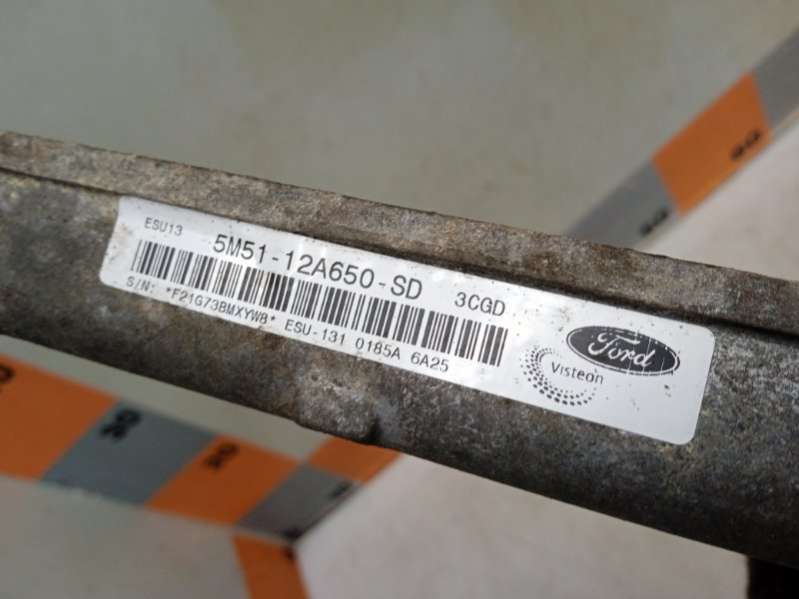 ESU13 5M51-12A650-SD 3CGD
S/N: *F21G73BMXYWB* ESU-131 0185A 6A25
Ford
Visteon